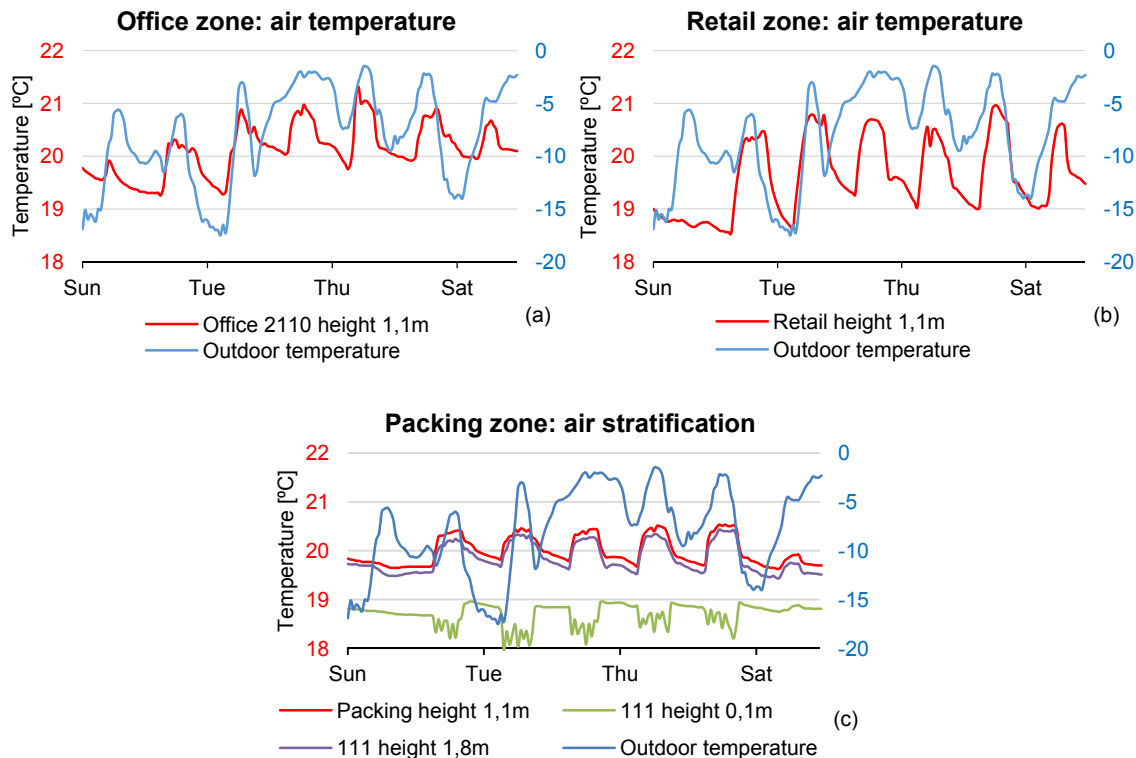 Office zone: air temperature
Temperature [ºC]
22
21
20
19
18
0
-5
-10
-15
-20
Sun
Tue
Thu
Sat
Office 2110 height 1,1m
Outdoor temperature
(a)
Retail zone: air temperature
Temperature [ºC]
22
21
20
19
18
0
-5
-10
-15
-20
Sun
Tue
Thu
Sat
Retail height 1,1m
Outdoor temperature
(b)
Packing zone: air stratification
Temperature [ºC]
22
21
20
19
18
0
-5
-10
-15
-20
Sun
Tue
Thu
Sat
Packing height 1,1m
111 height 0,1m
111 height 1,8m
Outdoor temperature
(c)